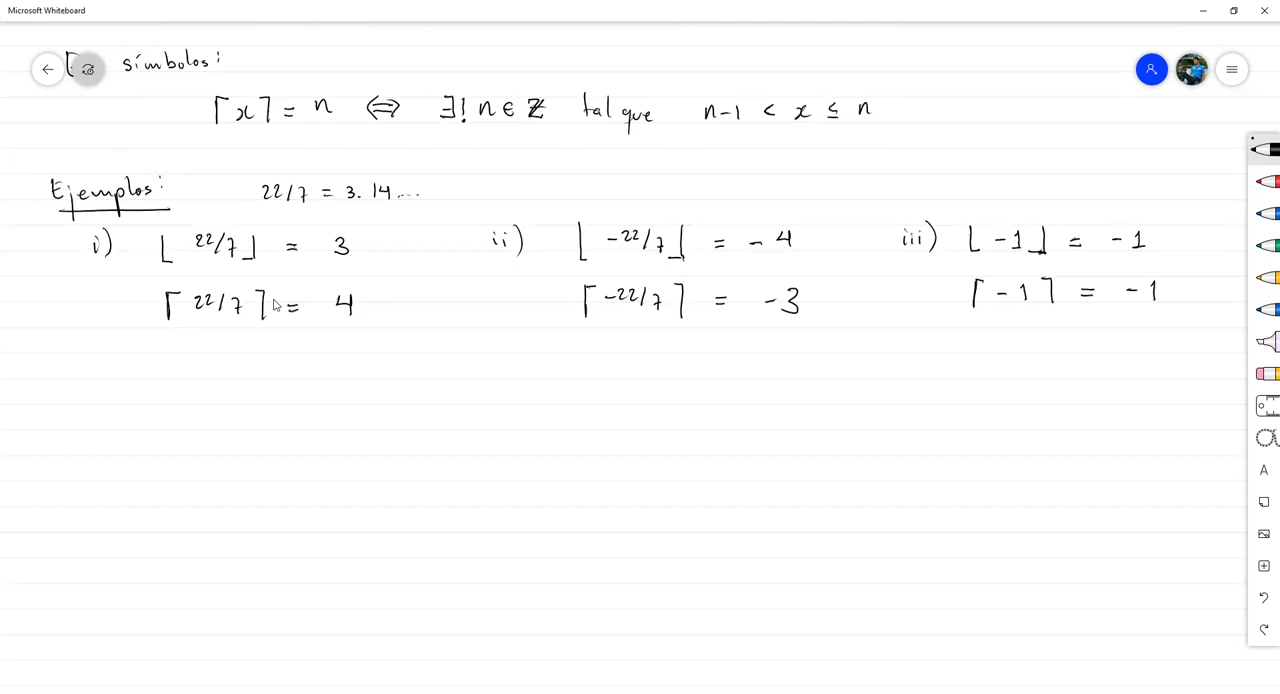 Microsoft Whiteboard
símbolos:
⌈x⌉ = n ⇔ ∃! n ∈ ℤ tal que n-1 < x ≤ n
Ejemplos: 22/7 = 3.14...
i) ⌊22/7⌋ = 3 ii) ⌊-22/7⌋ = -4 iii) ⌊-1⌋ = -1
⌈22/7⌉ = 4 ⌈-22/7⌉ = -3 ⌈-1⌉ = -1
A